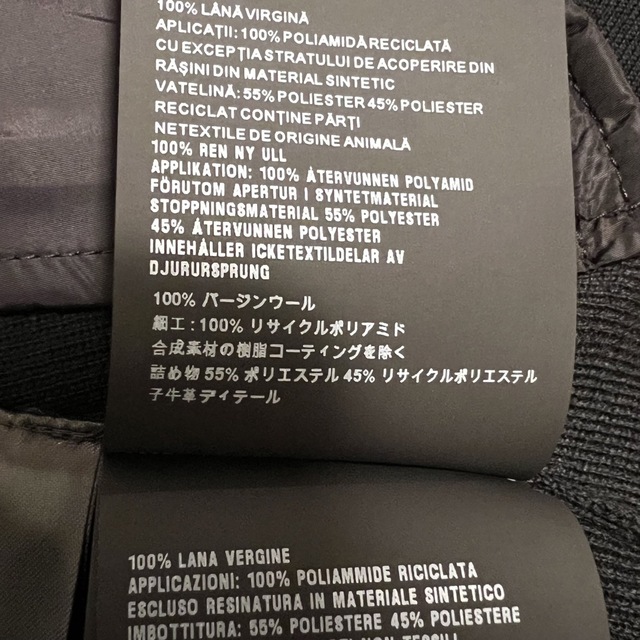 100% LÂNĂ VIRGINĂ
APLICAȚII: 100% POLIAMIDĂ RECICLATĂ
CU EXCEPȚIA STRATULUI DE ACOPERIRE DIN
RĂȘINI DIN MATERIAL SINTETIC
VATELINĂ: 55% POLIESTER 45% POLIESTER
RECICLAT CONȚINE PĂRȚI
NETEXTILE DE ORIGINE ANIMALĂ
100% REN NY ULL
APPLIKATION: 100% ÅTERVUNNEN POLYAMID
FÖRUTOM APERTUR I SYNTETMATERIAL
STOPPNINGSMATERIAL 55% POLYESTER
45% ÅTERVUNNEN POLYESTER
INNEHÅLLER ICKETEXTILDELAR AV
DJURURSPRUNG
100% バージンウール
細工:100% リサイクルポリアミド
合成素材の樹脂コーティングを除く
詰め物 55% ポリエステル 45% リサイクルポリエステル
子牛革ディテール
100% LANA VERGINE
APPLICAZIONI: 100% POLIAMMIDE RICICLATA
ESCLUSO RESINATURA IN MATERIALE SINTETICO
IMBOTTITURA: 55% POLIESTERE 45% POLIESTERE